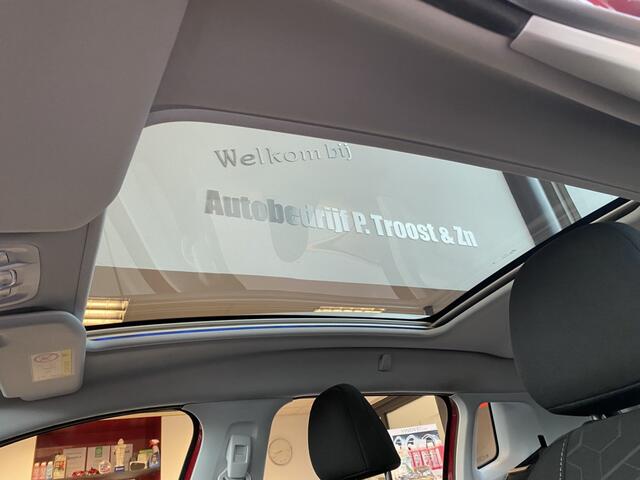 Welkom bij
Autobedrijf P. Troost & Zn